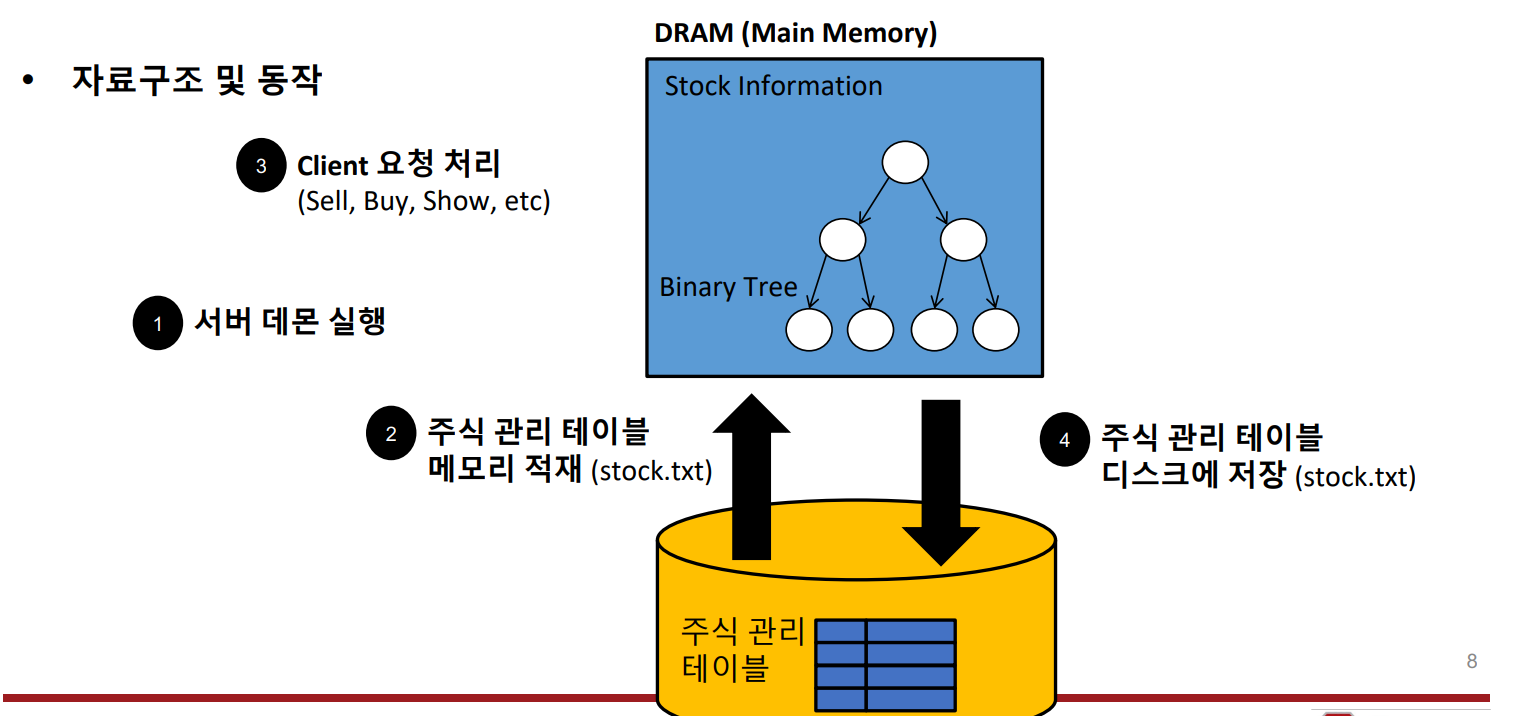 DRAM (Main Memory)
• 자료구조 및 동작
Stock Information
3 Client 요청 처리
(Sell, Buy, Show, etc)
Binary Tree
1 서버 데몬 실행
2 주식 관리 테이블
메모리 적재 (stock.txt)
4 주식 관리 테이블
디스크에 저장 (stock.txt)
주식 관리
테이블
8